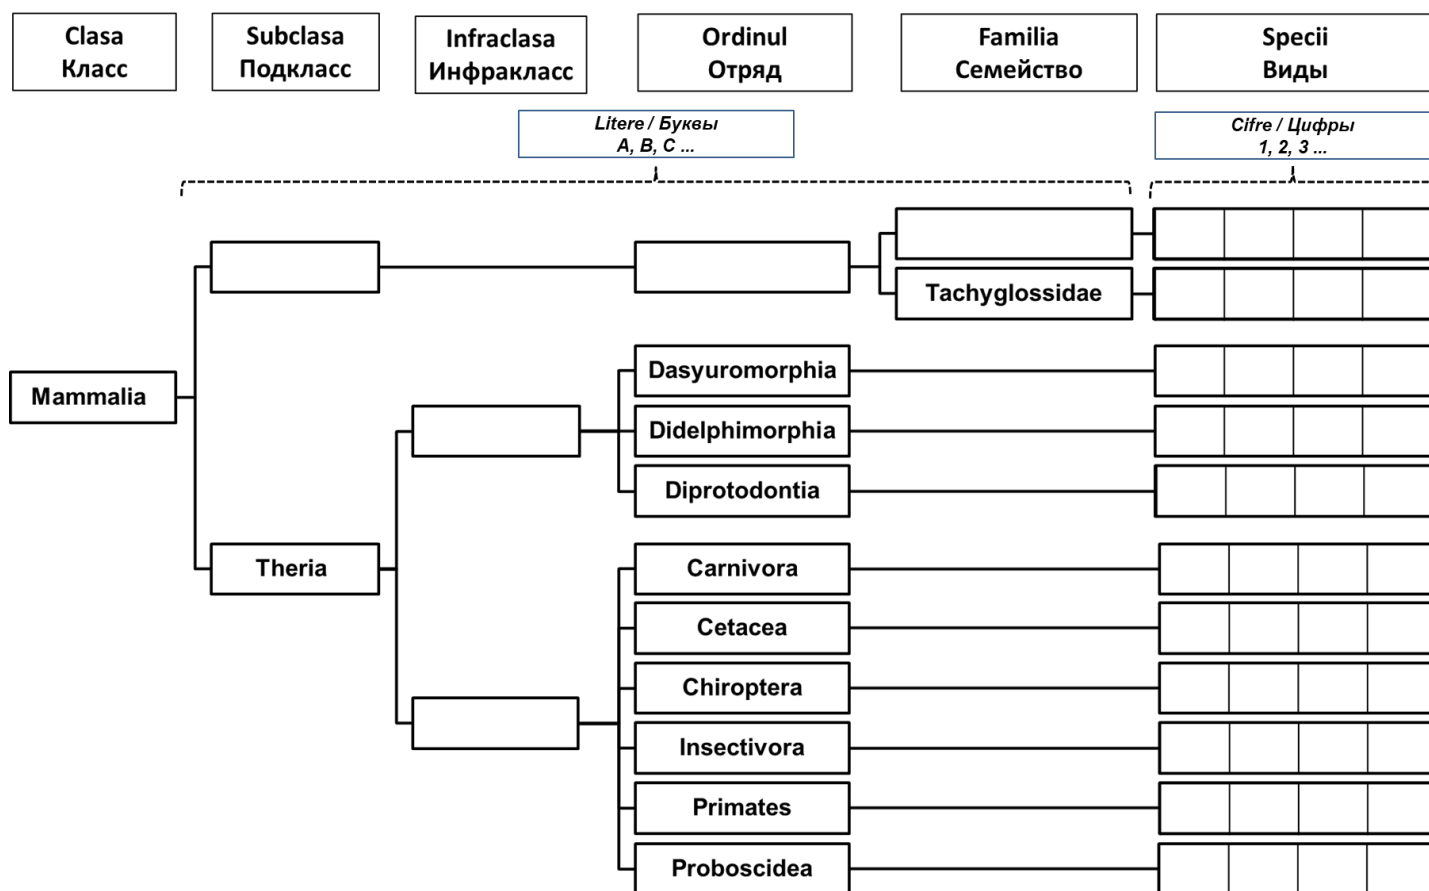 Clasa
Класс
Subclasa
Подкласс
Infraclasa
Инфракласс
Ordinul
Отряд
Familia
Семейство
Specii
Виды
Litere / Буквы
A, B, C ...
Cifre / Цифры
1, 2, 3 ...
Tachyglossidae
Dasyuromorphia
Mammalia
Didelphimorphia
Diprotodontia
Theria
Carnivora
Cetacea
Chiroptera
Insectivora
Primates
Proboscidea